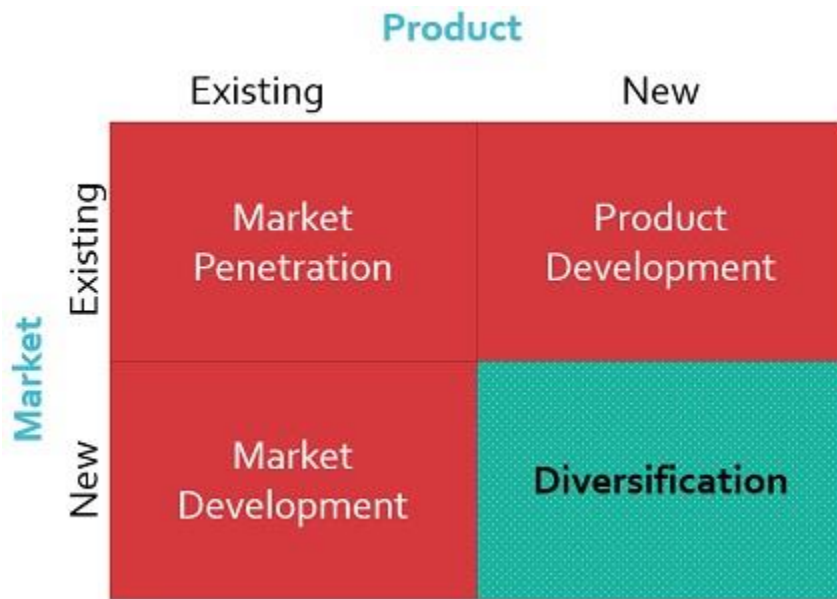 Product
Existing
New
Market
Existing
Market
Penetration
Product
Development
New
Market
Development
Diversification